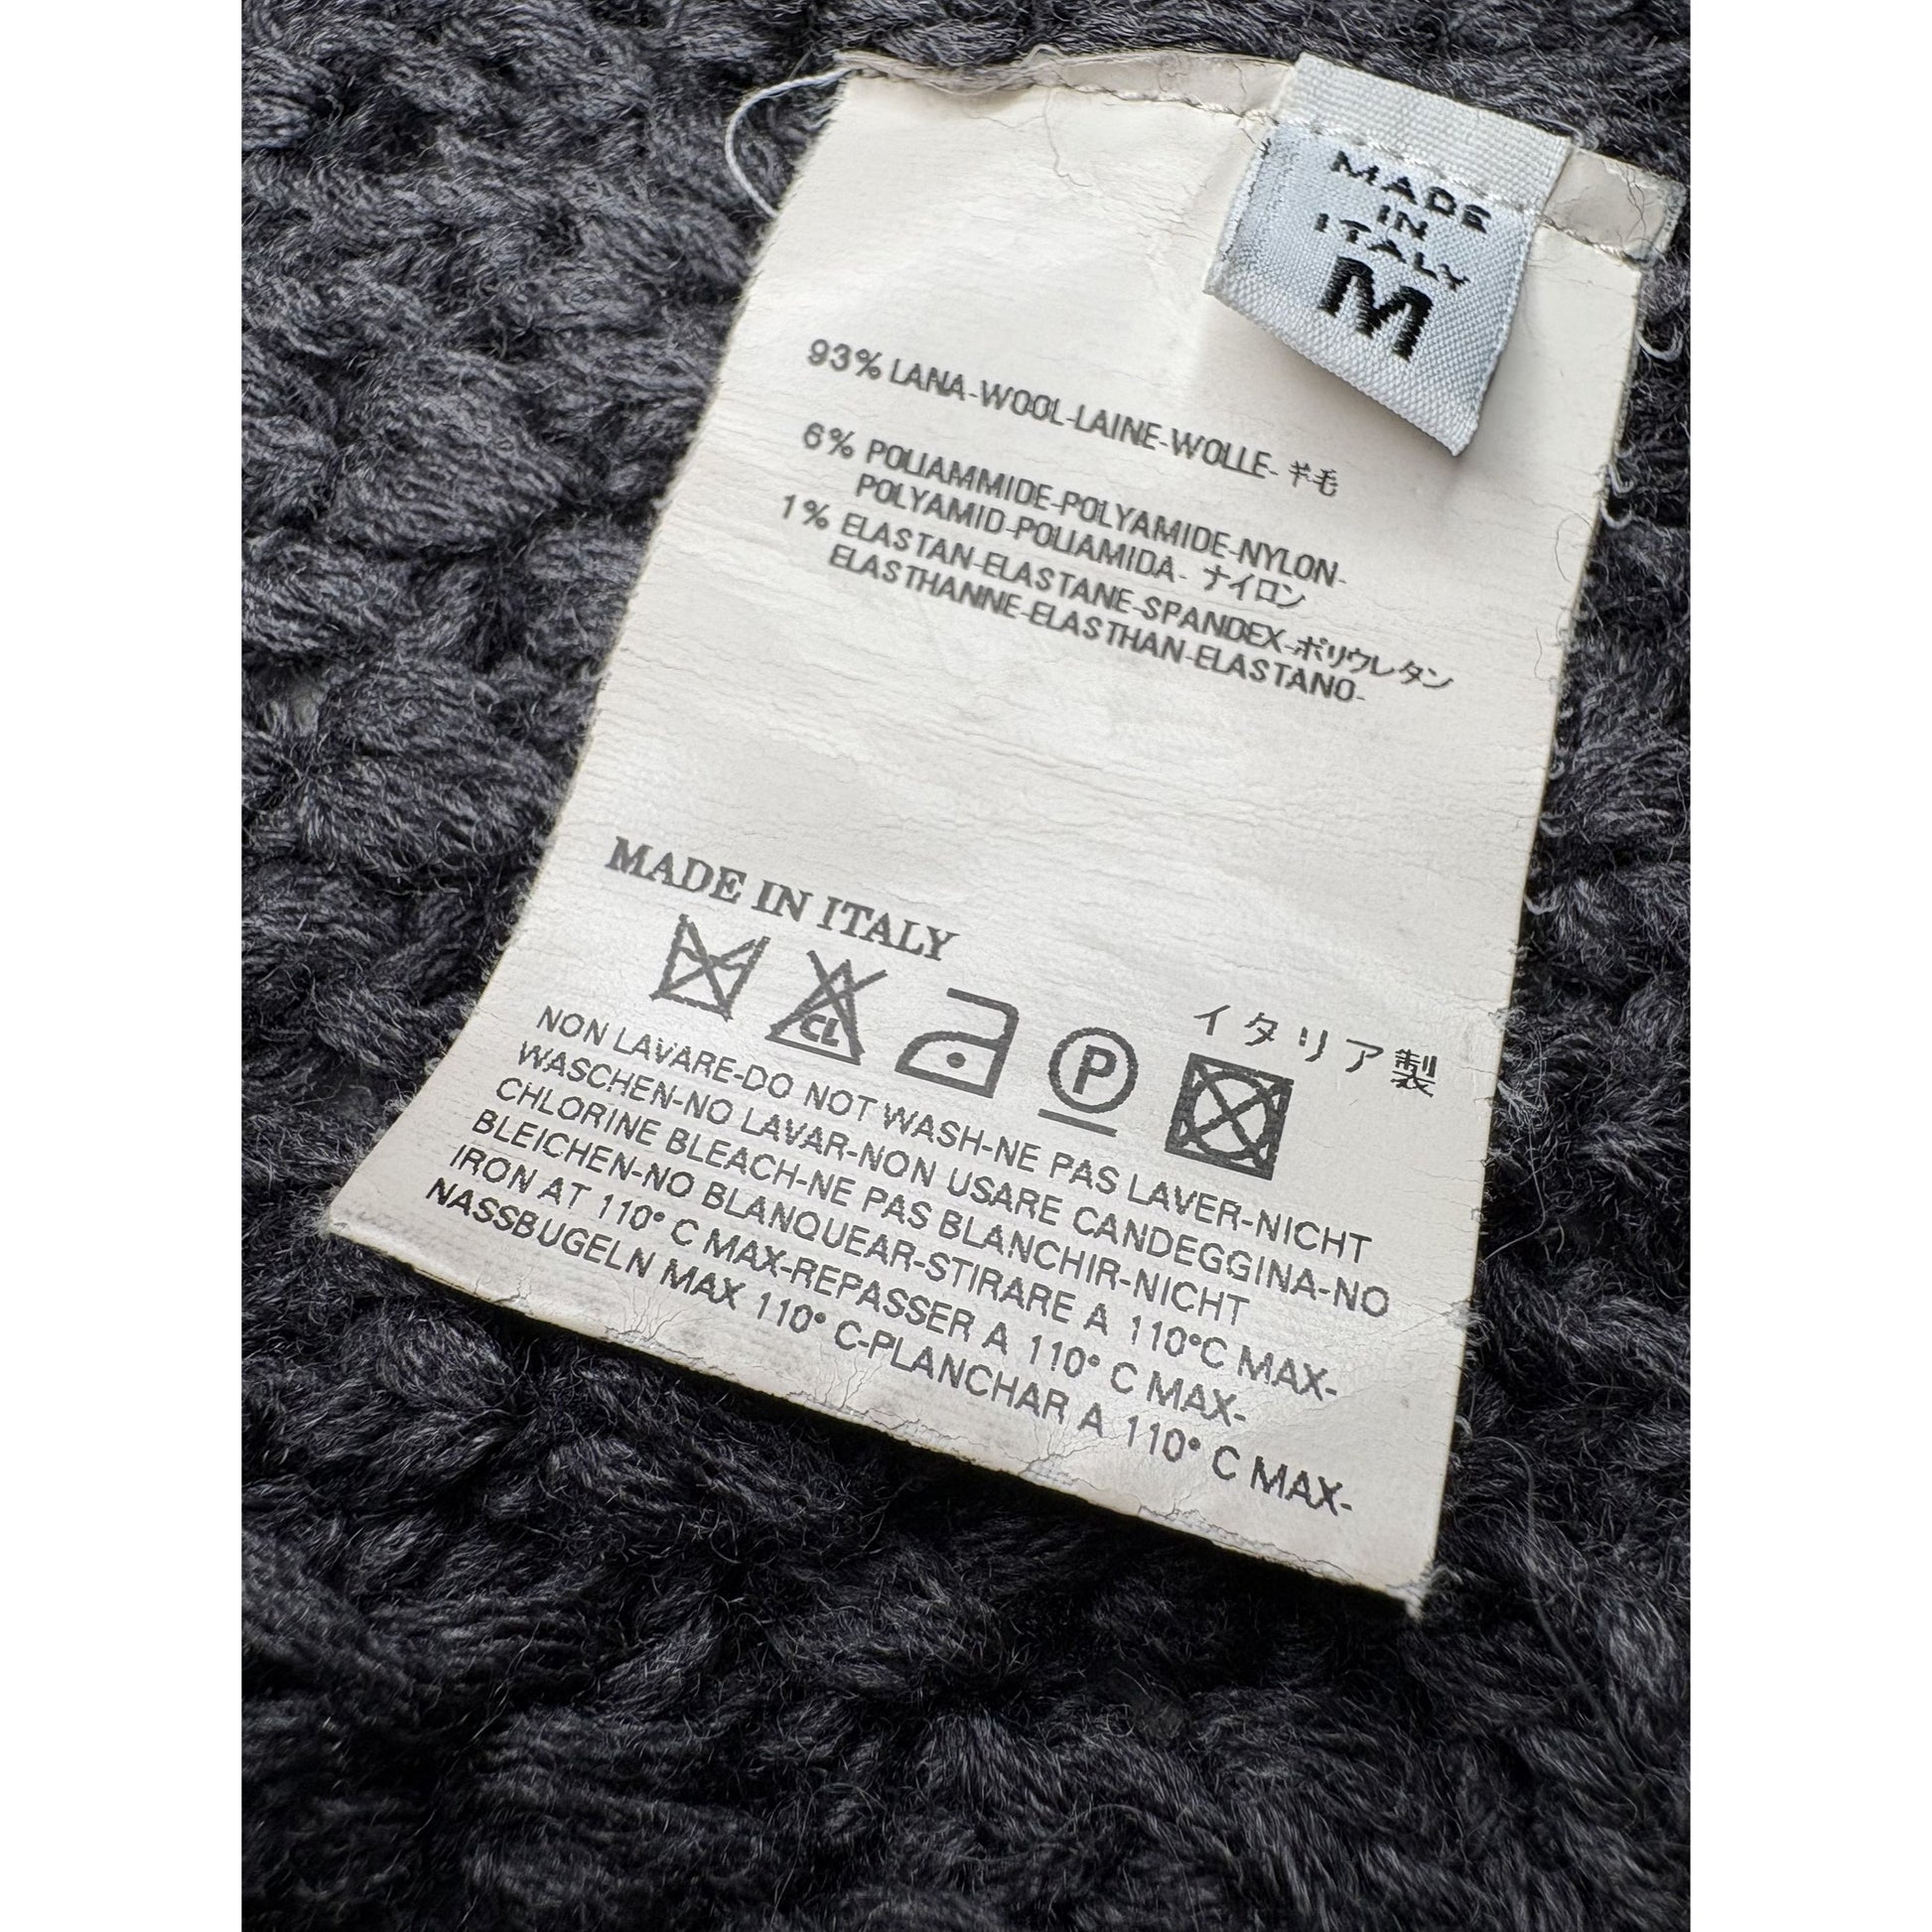 MADE
IN
ITALY
M
93% LANA-WOOL-LAINE-WOLLE- 羊毛
6% POLIAMMIDE-POLYAMIDE-NYLON-
POLYAMID-POLIAMIDA- ナイロン
1% ELASTAN-ELASTANE-SPANDEX-ポリウレタン
ELASTHANNE-ELASTHAN-ELASTANO-
MADE IN ITALY
イタリア製
CL
P
NON LAVARE-DO NOT WASH-NE PAS LAVER-NICHT
WASCHEN-NO LAVAR-NON USARE CANDEGGINA-NO
CHLORINE BLEACH-NE PAS BLANCHIR-NICHT
BLEICHEN-NO BLANQUEAR-STIRARE A 110°C MAX-
IRON AT 110° C MAX-REPASSER A 110° C MAX-
NASSBUGELN MAX 110° C-PLANCHAR A 110° C MAX-